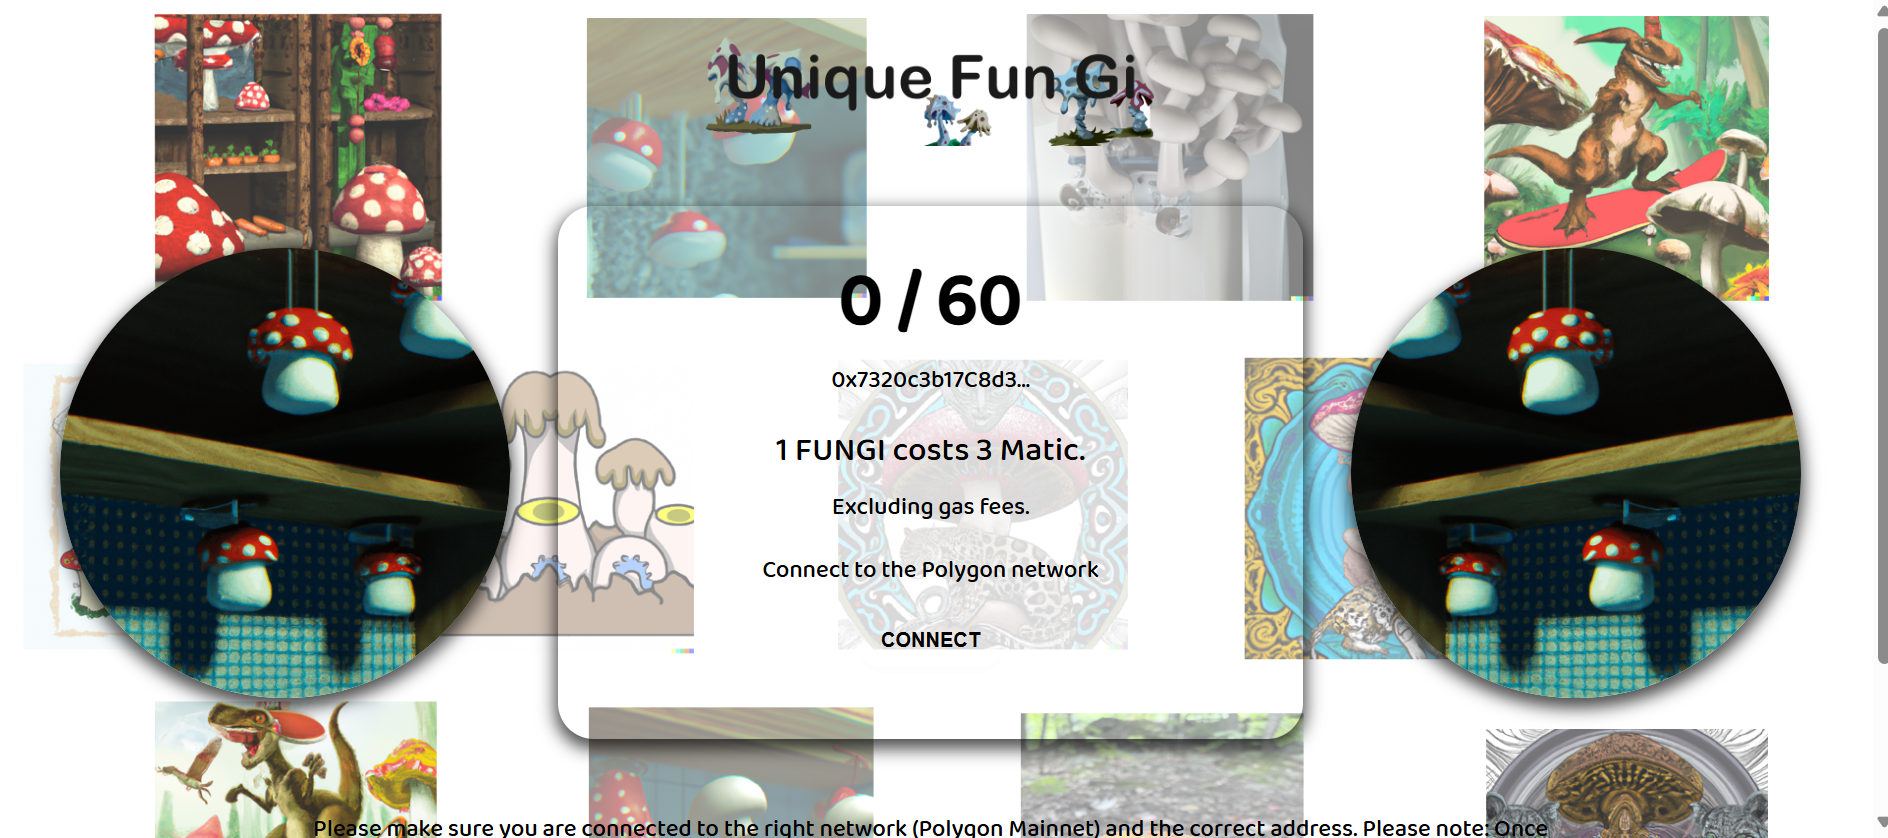 Unique Fun Gi
0 / 60
0x7320c3b17C8d3...
1 FUNGI costs 3 Matic.
Excluding gas fees.
Connect to the Polygon network
CONNECT
Please make sure you are connected to the right network (Polygon Mainnet) and the correct address. Please note: Once